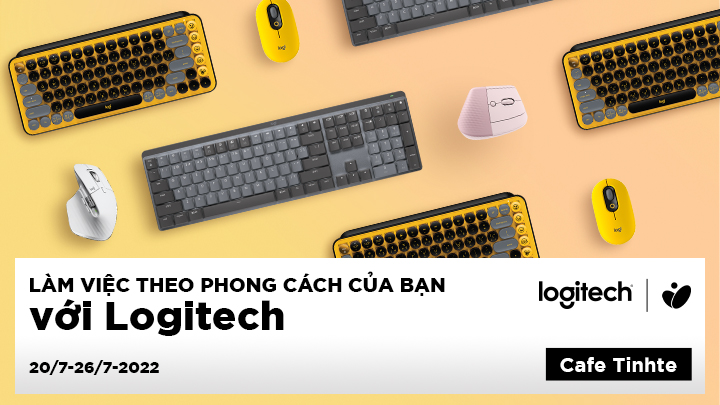 LÀM VIỆC THEO PHONG CÁCH CỦA BẠN
với Logitech
20/7-26/7-2022
logitech
Cafe Tinhte